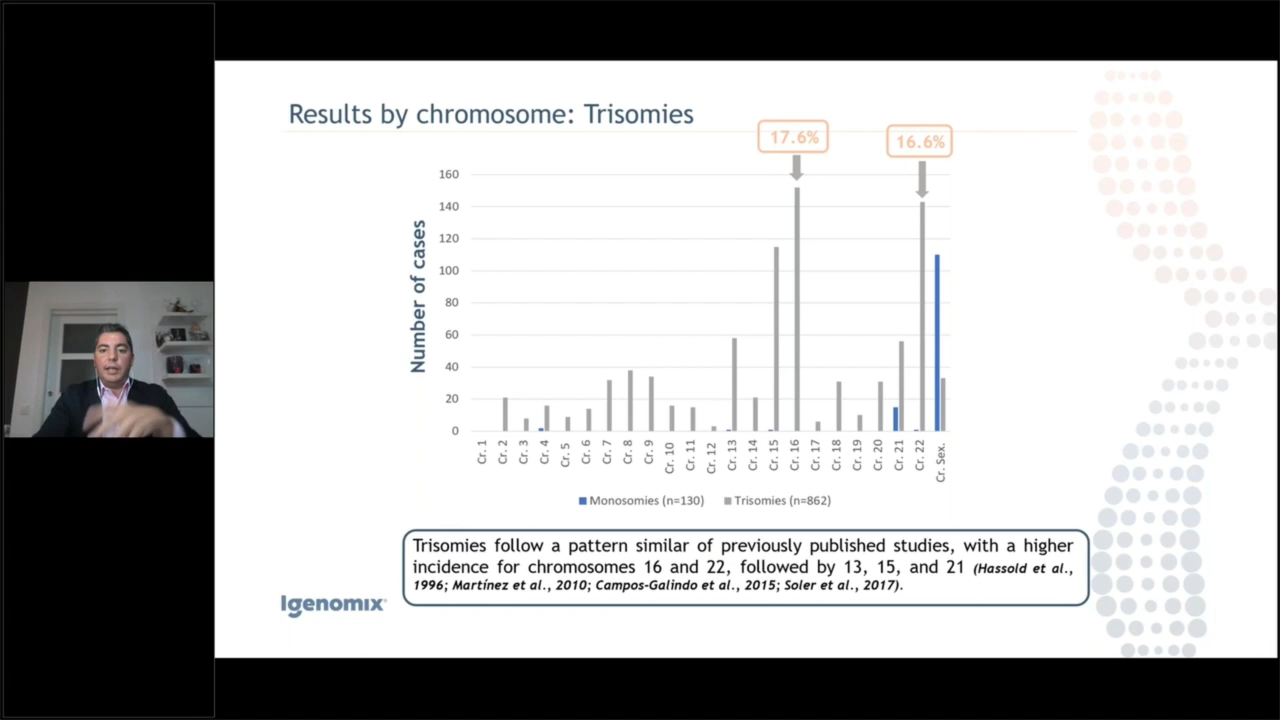 Results by chromosome: Trisomies
17.6%
16.6%
Number of cases
160
140
120
100
80
60
40
20
0
Cr. 1
Cr. 2
Cr. 3
Cr. 4
Cr. 5
Cr. 6
Cr. 7
Cr. 8
Cr. 9
Cr. 10
Cr. 11
Cr. 12
Cr. 13
Cr. 14
Cr. 15
Cr. 16
Cr. 17
Cr. 18
Cr. 19
Cr. 20
Cr. 21
Cr. 22
Cr. Sex.
Monosomies (n=130)
Trisomies (n=862)
Trisomies follow a pattern similar of previously published studies, with a higher
incidence for chromosomes 16 and 22, followed by 13, 15, and 21 (Hassold et al.,
1996; Martínez et al., 2010; Campos-Galindo et al., 2015; Soler et al., 2017).
Igenomix